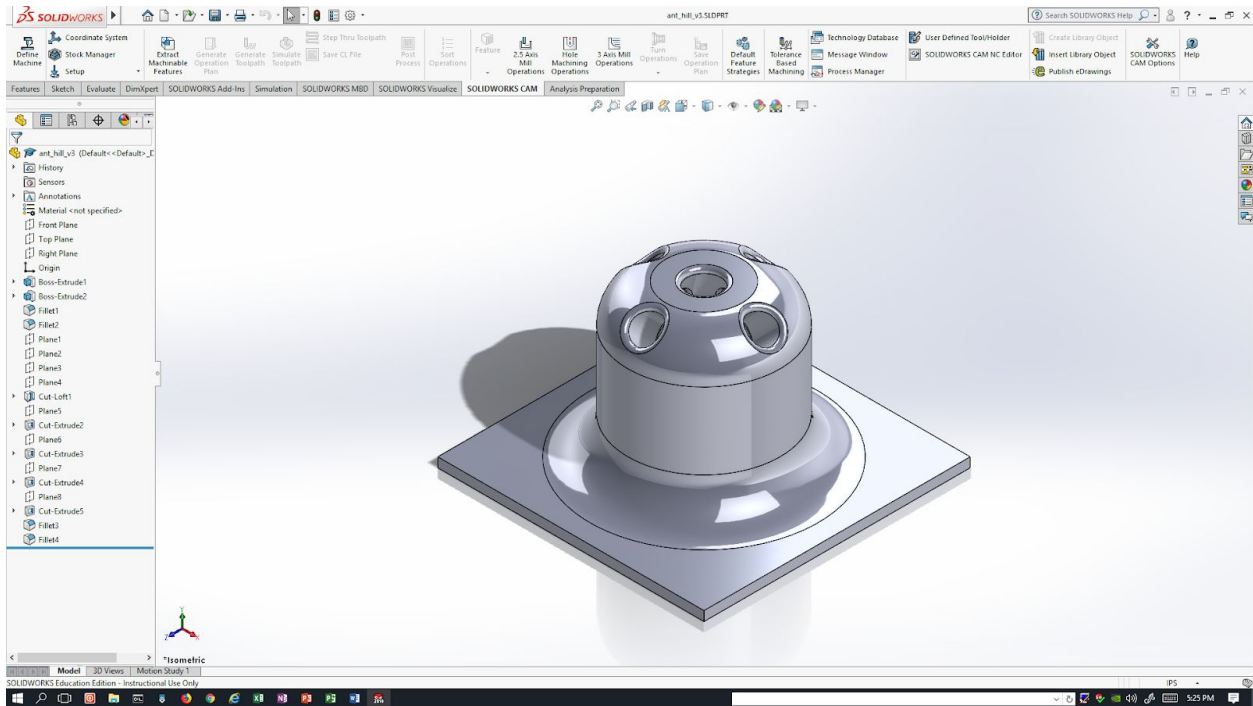 SOLIDWORKS
ant_hill_v3.SLDPRT
Search SOLIDWORKS Help
Define Machine
Coordinate System
Stock Manager
Setup
Extract Machinable Features
Generate Operation Plan
Generate Toolpath
Simulate Toolpath
Step Thru Toolpath
Save CL File
Post Process
Sort Operations
Feature
2.5 Axis Mill Operations
Hole Machining Operations
3 Axis Mill Operations
Turn Operations
Save Operation Plan
Default Feature Strategies
Tolerance Based Machining
Technology Database
Message Window
Process Manager
User Defined Tool/Holder
SOLIDWORKS CAM NC Editor
Create Library Object
Insert Library Object
Publish eDrawings
SOLIDWORKS CAM Options
Help
Features Sketch Evaluate DimXpert SOLIDWORKS Add-Ins Simulation SOLIDWORKS MBD SOLIDWORKS Visualize SOLIDWORKS CAM Analysis Preparation
ant_hill_v3 (Default<<Default>_D
History
Sensors
Annotations
Material <not specified>
Front Plane
Top Plane
Right Plane
Origin
Boss-Extrude1
Boss-Extrude2
Fillet1
Fillet2
Plane1
Plane2
Plane3
Plane4
Cut-Loft1
Plane5
Cut-Extrude2
Plane6
Cut-Extrude3
Plane7
Cut-Extrude4
Plane8
Cut-Extrude5
Fillet3
Fillet4
Y
Z X
*Isometric
Model 3D Views Motion Study 1
SOLIDWORKS Education Edition - Instructional Use Only
IPS
5:25 PM